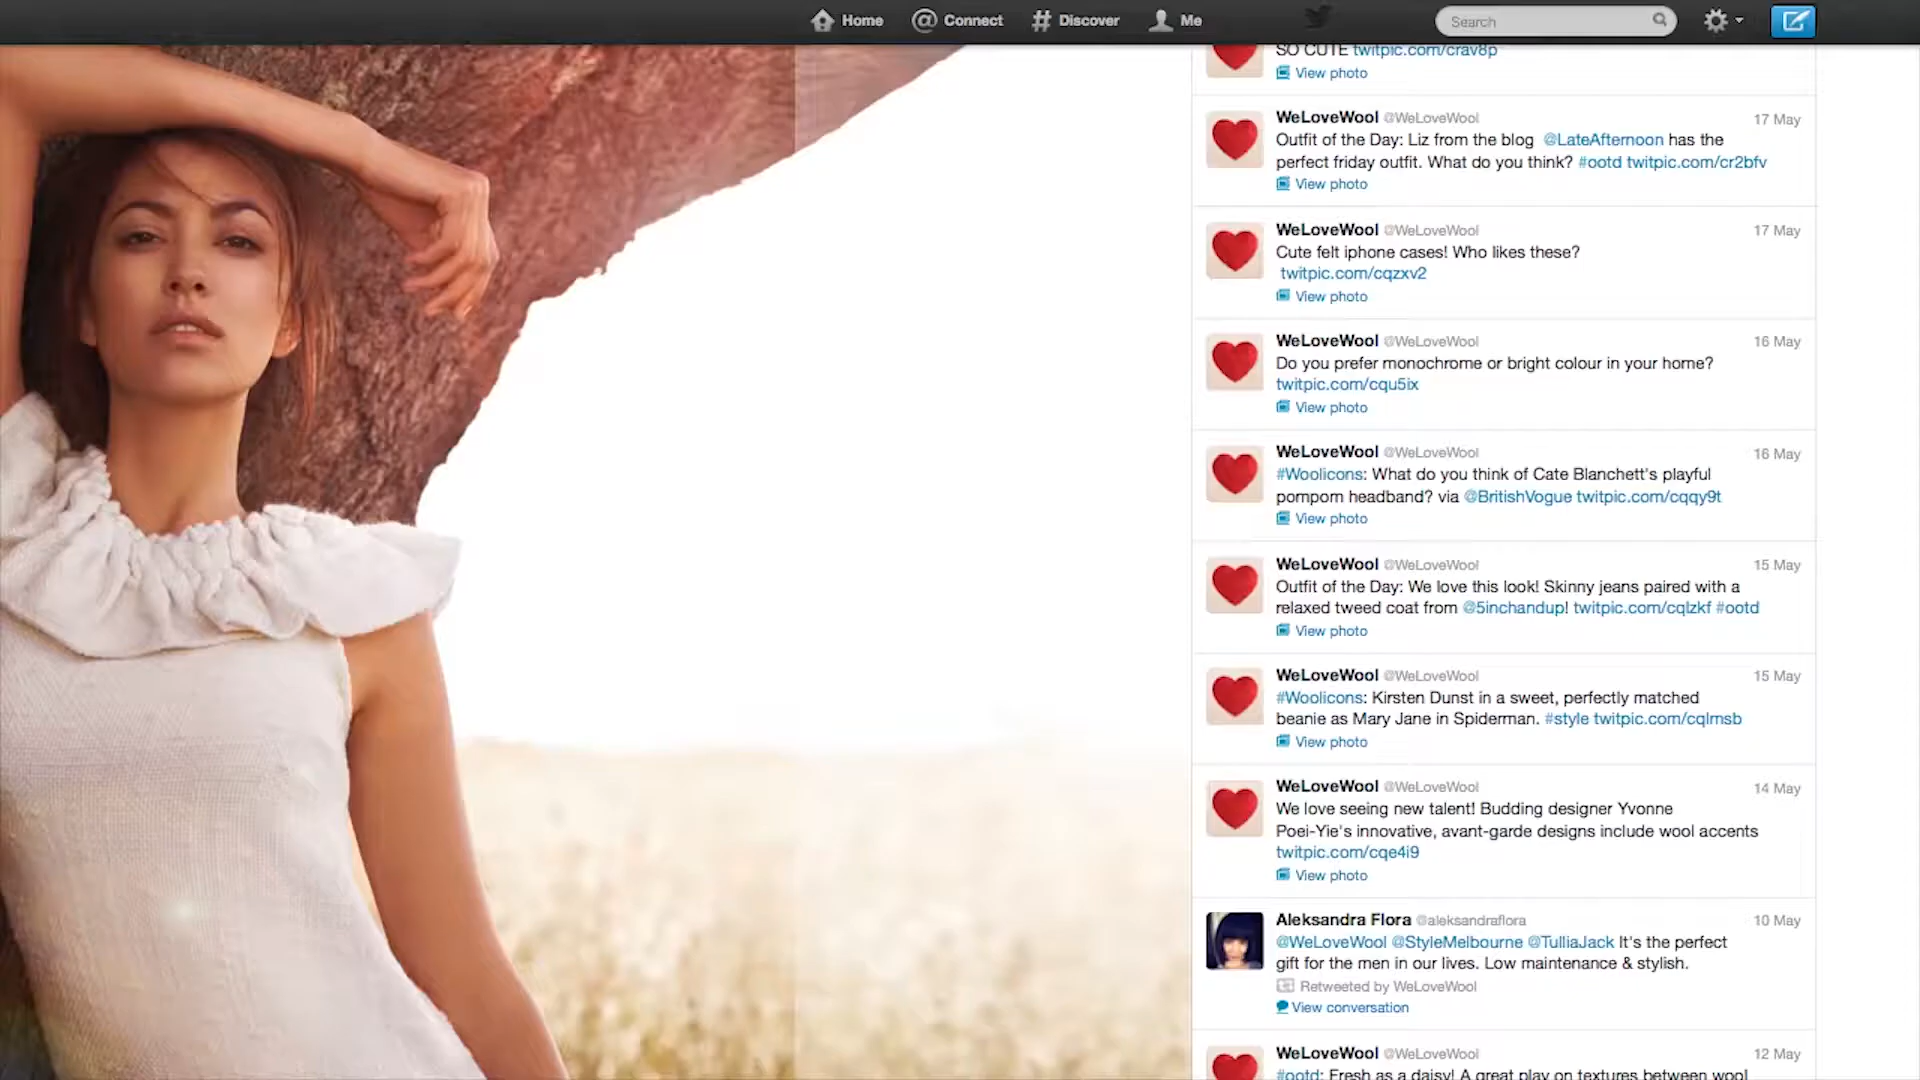 Home
Connect
Discover
Me
Search
SO CUTE twitpic.com/crav8p
View photo
WeLoveWool @WeLoveWool
17 May
Outfit of the Day: Liz from the blog @LateAfternoon has the
perfect friday outfit. What do you think? #ootd twitpic.com/cr2bfv
View photo
WeLoveWool @WeLoveWool
17 May
Cute felt iphone cases! Who likes these?
twitpic.com/cqzxv2
View photo
WeLoveWool @WeLoveWool
16 May
Do you prefer monochrome or bright colour in your home?
twitpic.com/cqu5ix
View photo
WeLoveWool @WeLoveWool
16 May
#Woolicons: What do you think of Cate Blanchett's playful
pompom headband? via @BritishVogue twitpic.com/cqqy9t
View photo
WeLoveWool @WeLoveWool
15 May
Outfit of the Day: We love this look! Skinny jeans paired with a
relaxed tweed coat from @5inchandup! twitpic.com/cqlzkf #ootd
View photo
WeLoveWool @WeLoveWool
15 May
#Woolicons: Kirsten Dunst in a sweet, perfectly matched
beanie as Mary Jane in Spiderman. #style twitpic.com/cqlmsb
View photo
WeLoveWool @WeLoveWool
14 May
We love seeing new talent! Budding designer Yvonne
Poei-Yie's innovative, avant-garde designs include wool accents
twitpic.com/cqe4i9
View photo
Aleksandra Flora @aleksandraflora
10 May
@WeLoveWool @StyleMelbourne @TulliaJack It's the perfect
gift for the men in our lives. Low maintenance & stylish.
Retweeted by WeLoveWool
View conversation
WeLoveWool @WeLoveWool
12 May
#ootd: Fresh as a daisy! A great play on textures between wool